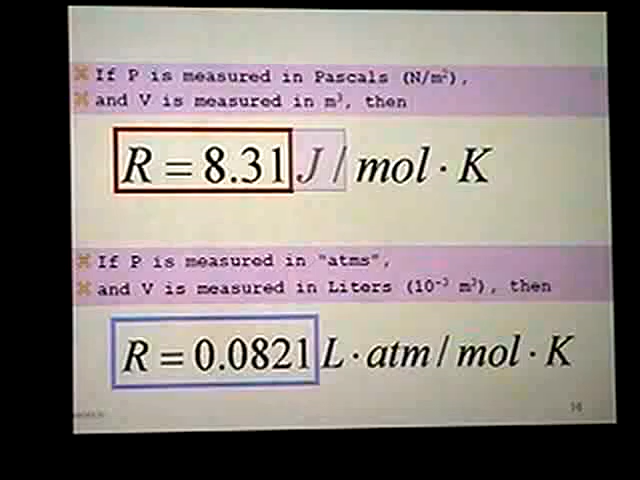 If P is measured in Pascals (N/m²),
and V is measured in m³, then
R = 8.31 J / mol · K
If P is measured in "atms",
and V is measured in Liters (10⁻³ m³), then
R = 0.0821 L · atm / mol · K